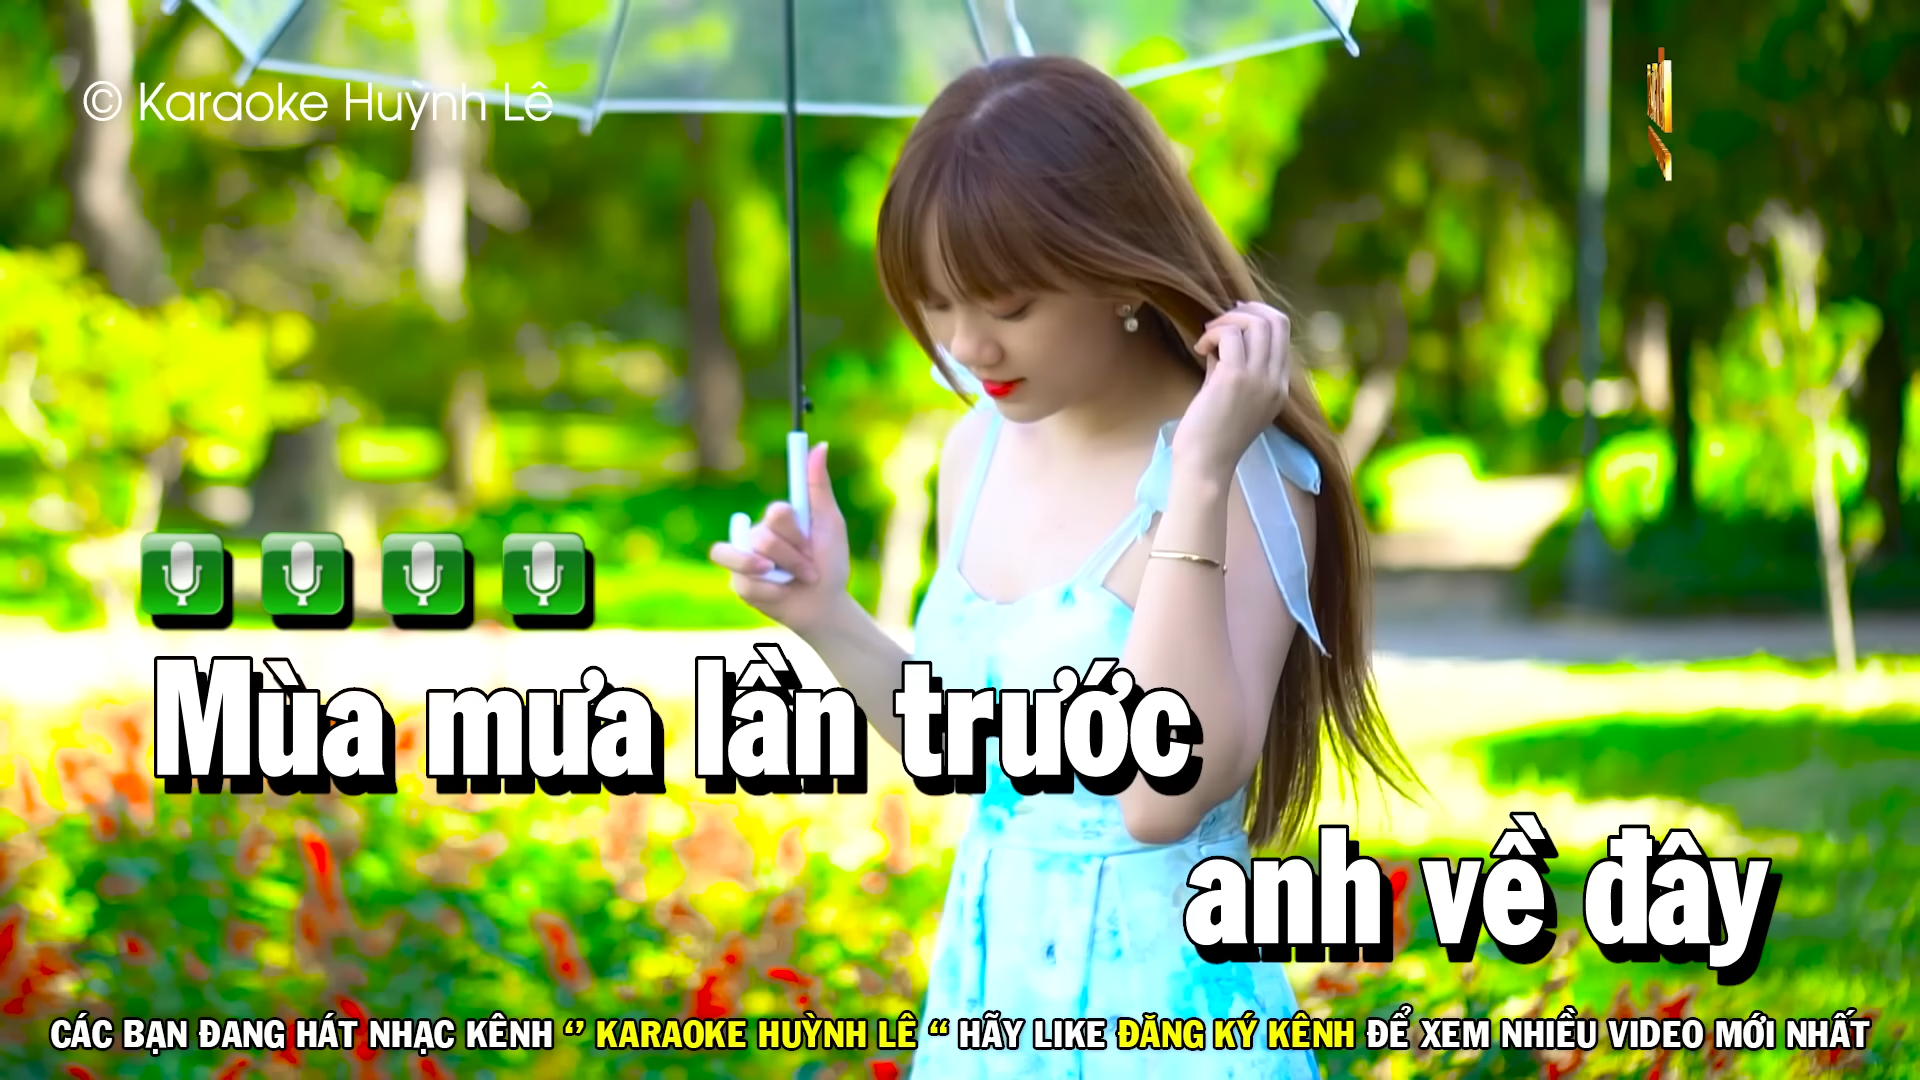 © Karaoke Huỳnh Lê
Mùa mưa lần trước
anh về đây
CÁC BẠN ĐANG HÁT NHẠC KÊNH ‘’ KARAOKE HUỲNH LÊ “ HÃY LIKE ĐĂNG KÝ KÊNH ĐỂ XEM NHIỀU VIDEO MỚI NHẤT